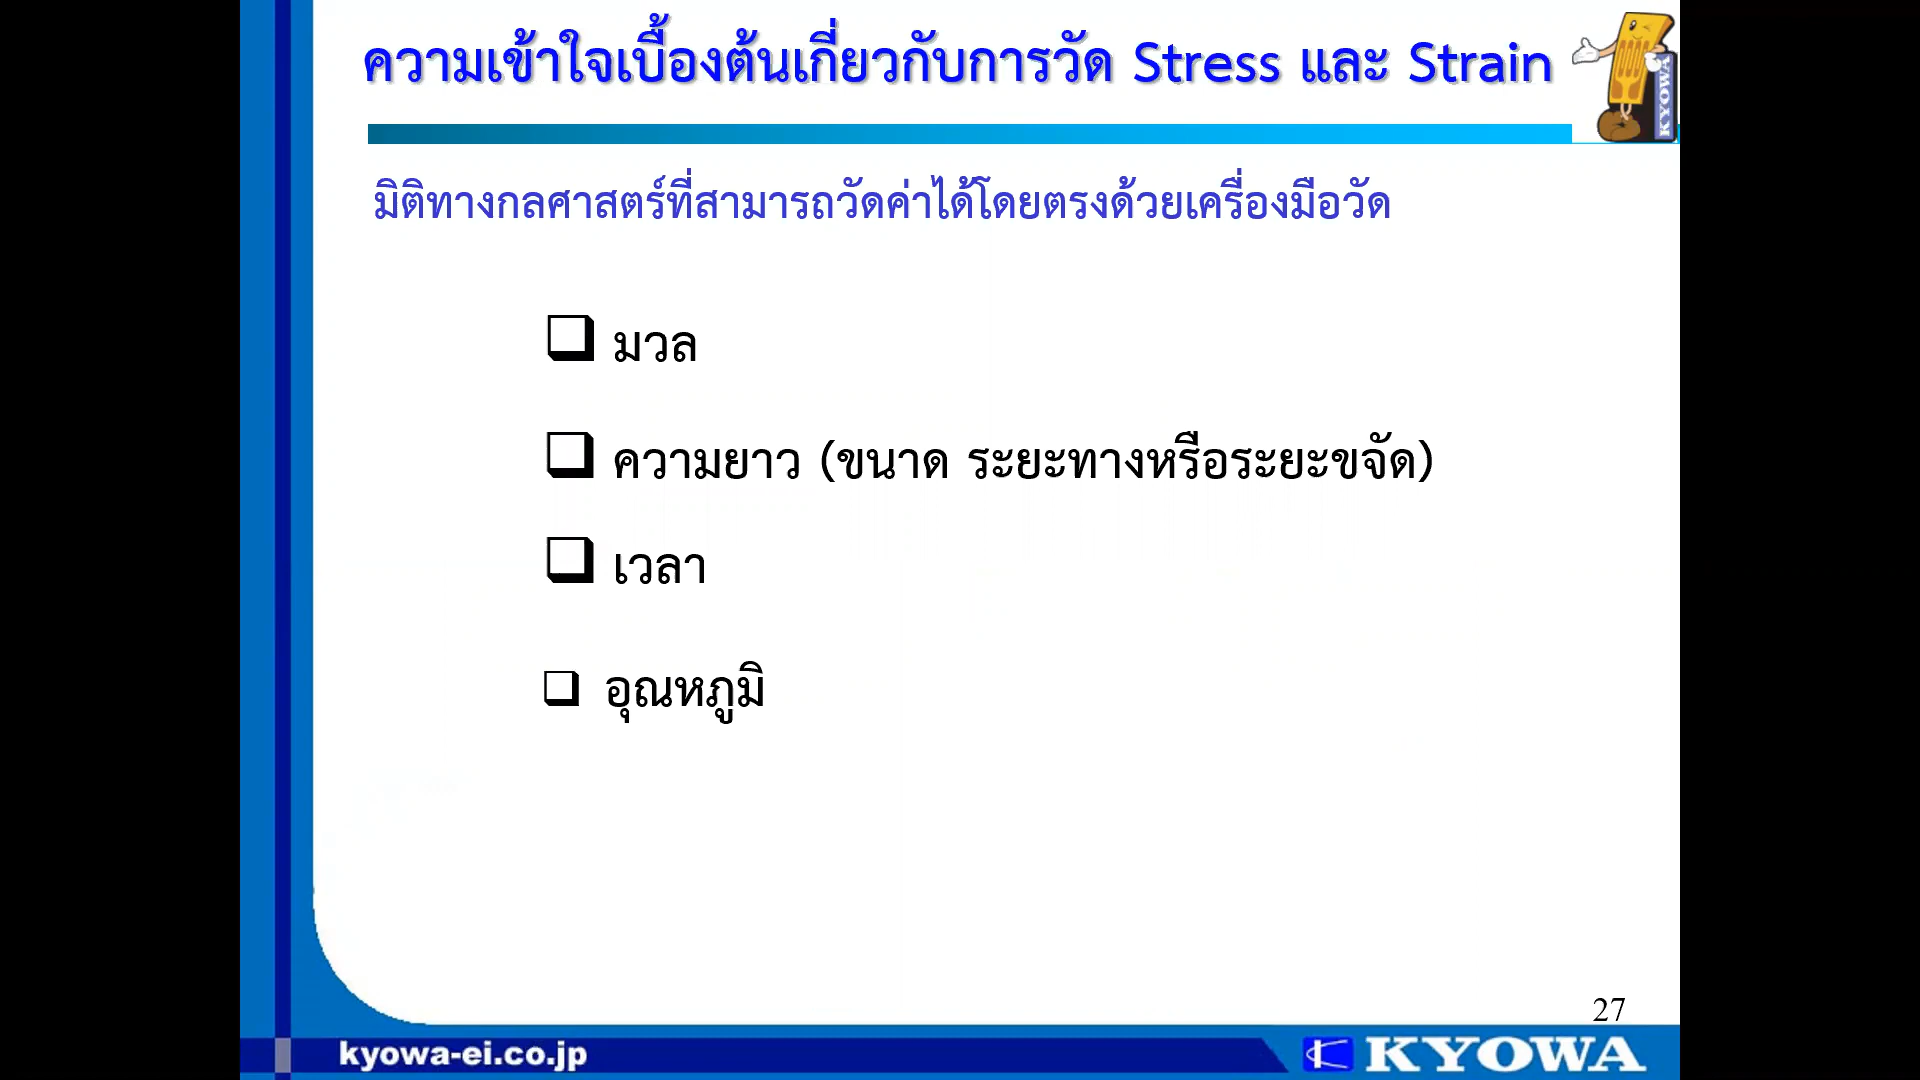 ความเข้าใจเบื้องต้นเกี่ยวกับการวัด Stress และ Strain
KYOWA
มิติทางกลศาสตร์ที่สามารถวัดค่าได้โดยตรงด้วยเครื่องมือวัด
มวล
ความยาว (ขนาด ระยะทางหรือระยะขจัด)
เวลา
อุณหภูมิ
27
kyowa-ei.co.jp
KYOWA